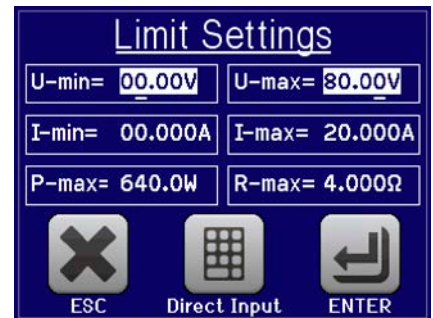 Limit Settings
U-min= 00.00V U-max= 80.00V
I-min= 00.000A I-max= 20.000A
P-max= 640.0W R-max= 4.000Ω
ESC Direct Input ENTER